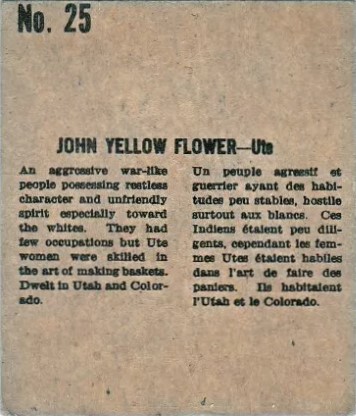 No. 25
JOHN YELLOW FLOWER—Ute
An aggressive war-like
people possessing restless
character and unfriendly
spirit especially toward
the whites. They had
few occupations but Ute
women were skilled in
the art of making baskets.
Dwelt in Utah and Color-
ado.
Un peuple agressif et
guerrier ayant des habi-
tudes peu stables, hostile
surtout aux blancs. Ces
Indiens étaient peu dili-
gents, cependant les fem-
mes Utes étaient habiles
dans l'art de faire des
paniers. Ils habitaient
l'Utah et le Colorado.